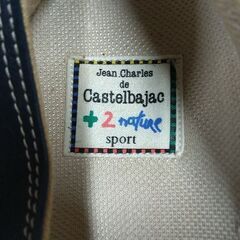 Jean.Charles
de
Castelbajac
+2 nature
sport